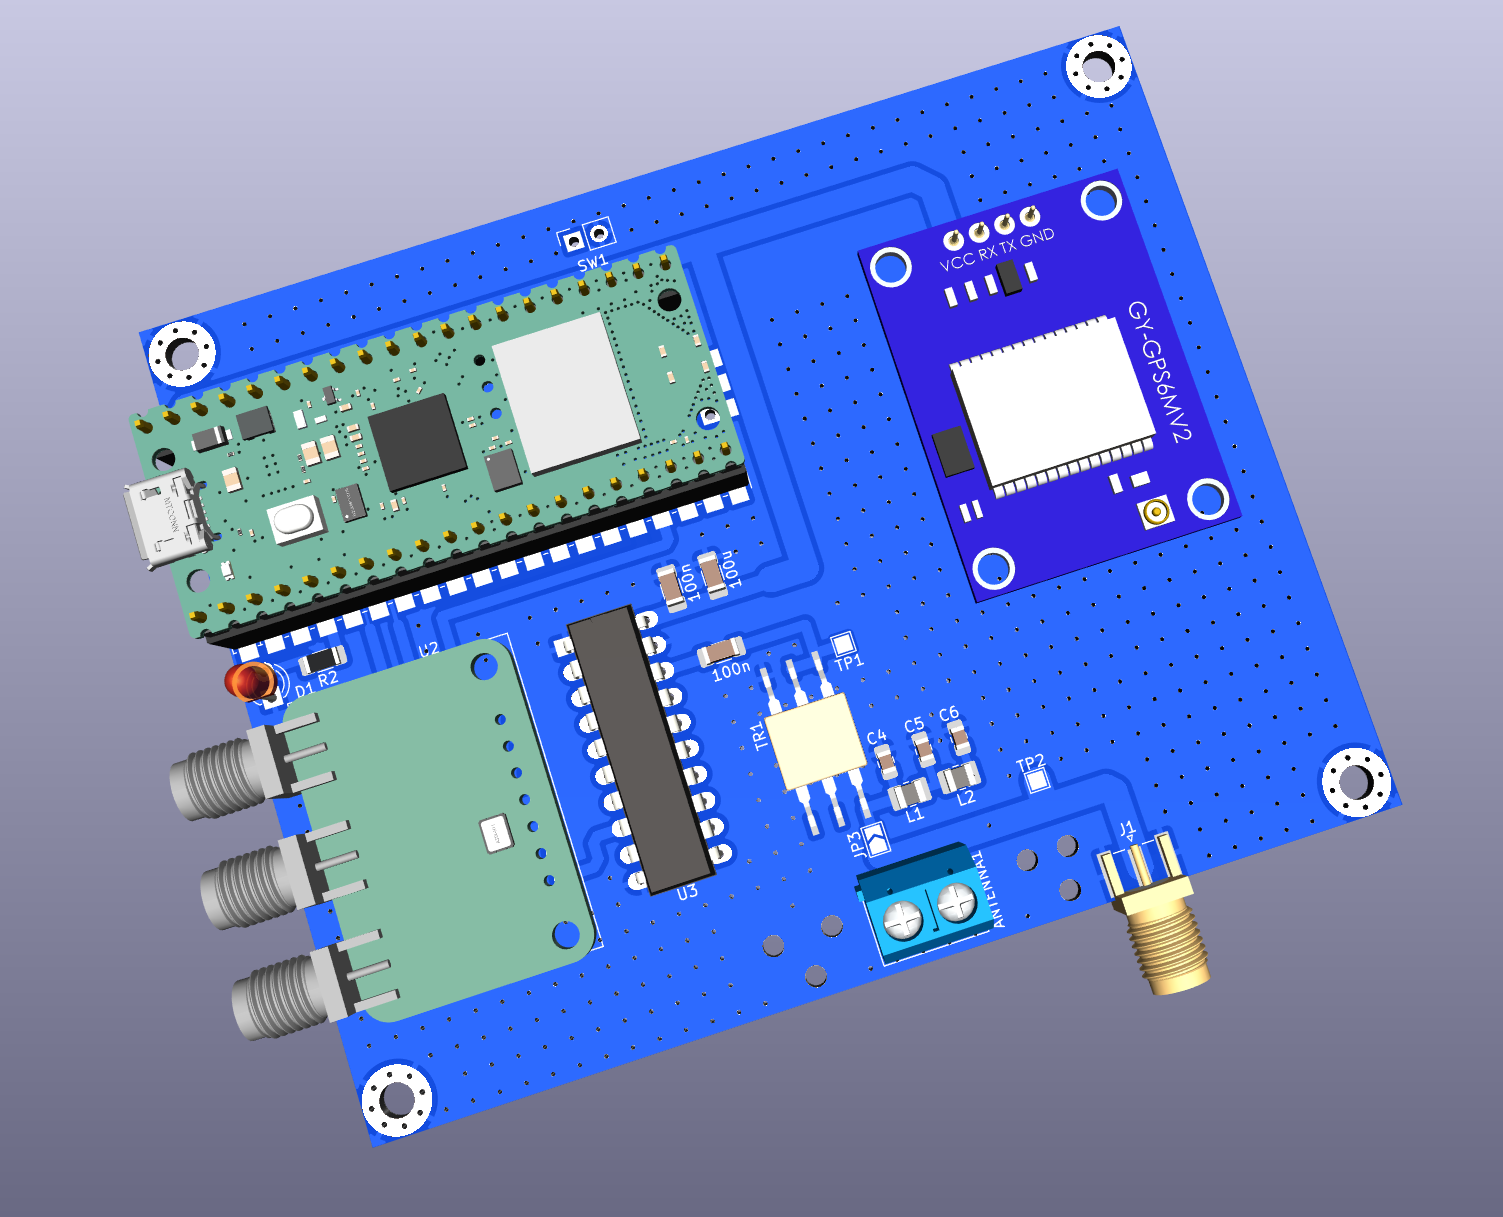 SW1
VCC RX TX GND
GY-GPS6MV2
100n
100u
U2
R2
D1
100n
TP1
TR1
C4
C5
C6
L1
L2
TP2
JP3
J1
U3
ANTENNA1